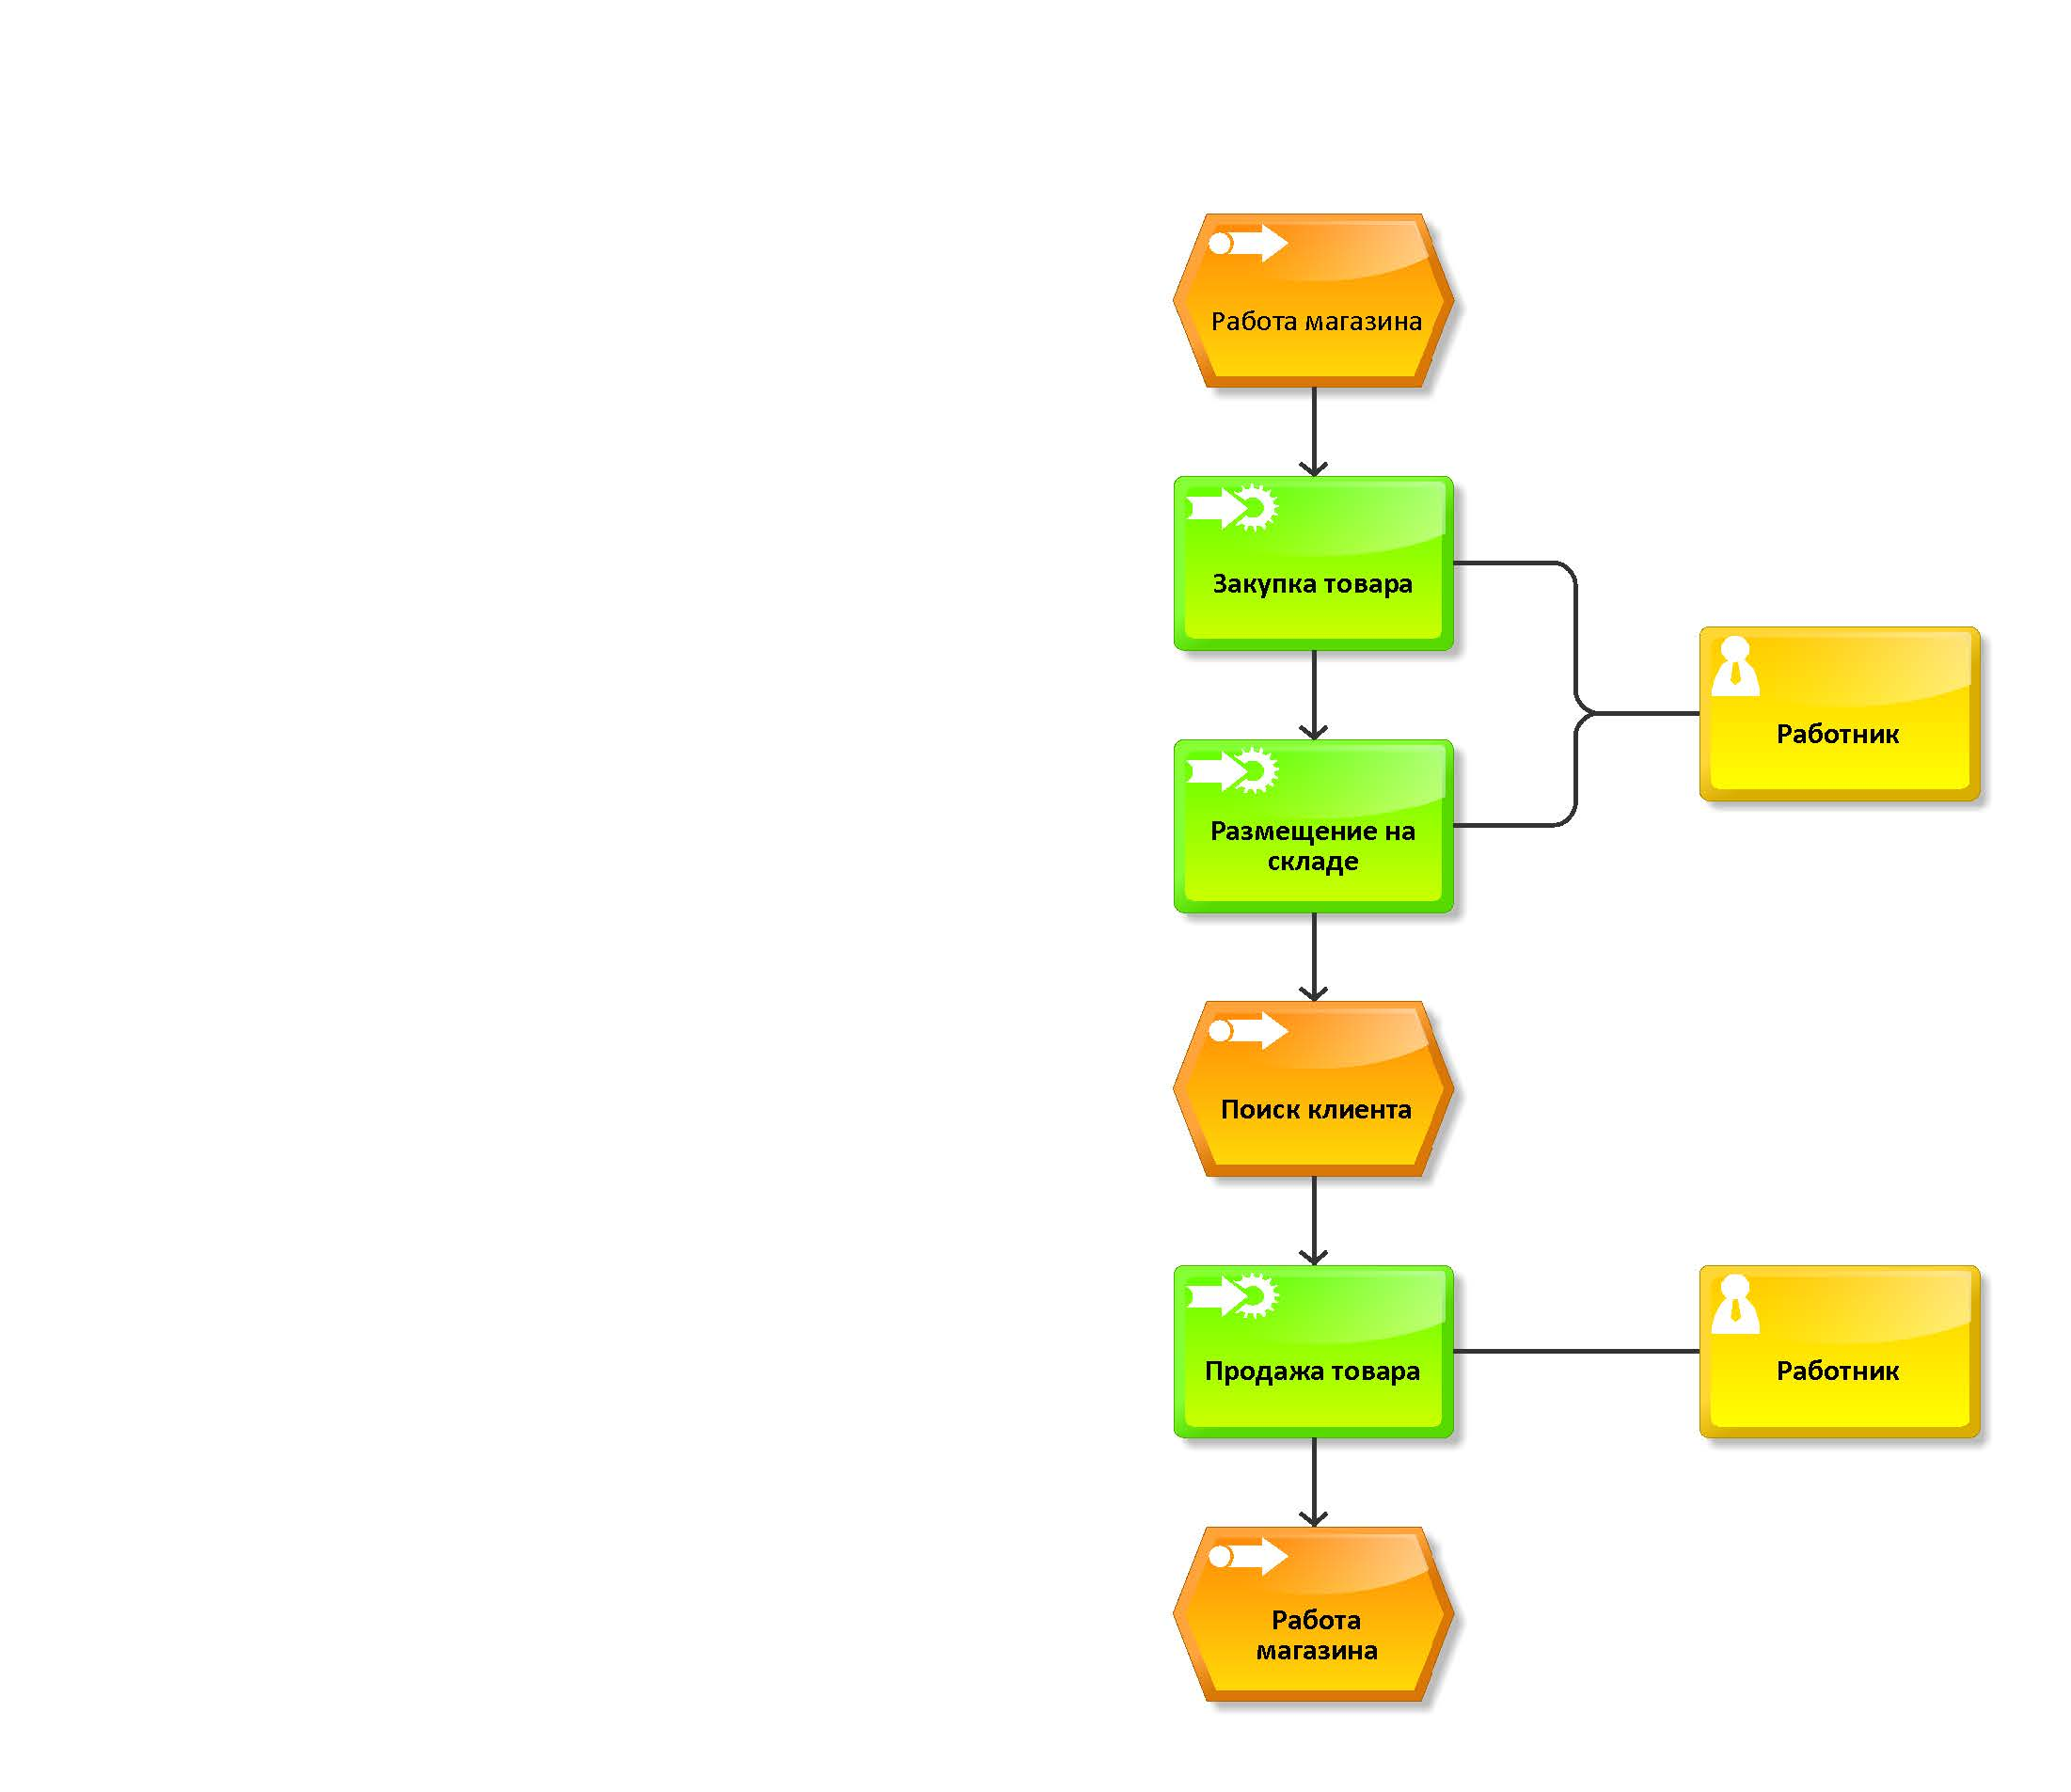 Работа магазина
Закупка товара
Работник
Размещение на
складе
Поиск клиента
Продажа товара
Работник
Работа
магазина